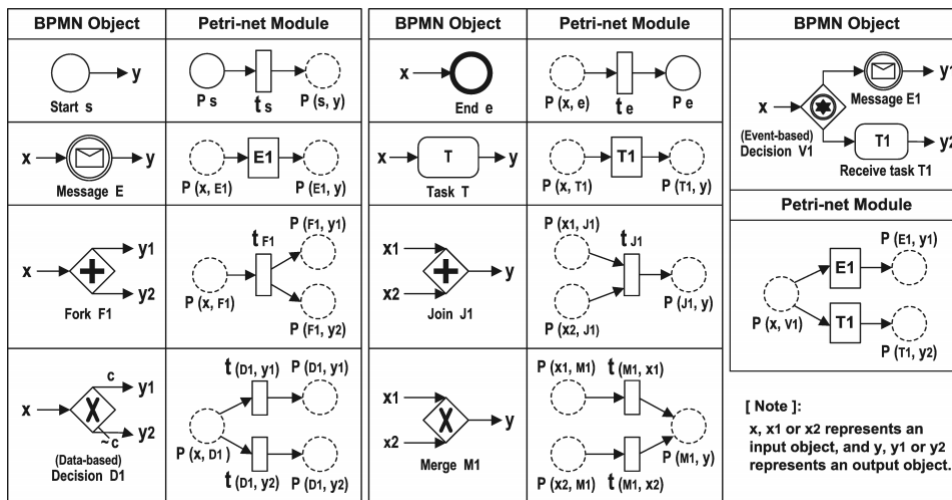 BPMN Object
Petri-net Module
x y
Start s
P s t s P (s, y)
x y
Message E
P (x, E1) E1 P (E1, y)
x y1 y2
Fork F1
P (x, F1) t F1 P (F1, y1)
P (F1, y2)
x c y1
~c y2
(Data-based)
Decision D1
t (D1, y1) P (D1, y1)
P (x, D1)
t (D1, y2) P (D1, y2)
BPMN Object
Petri-net Module
x
End e
P (x, e) t e P e
x T y
Task T
P (x, T1) T1 P (T1, y)
x1 x2 y
Join J1
P (x1, J1) t J1
P (J1, y)
P (x2, J1)
x1 x2 y
Merge M1
P (x1, M1) t (M1, x1)
P (M1, y)
P (x2, M1) t (M1, x2)
BPMN Object
y1
Message E1
x
(Event-based)
Decision V1
T1 y2
Receive task T1
Petri-net Module
P (E1, y1)
E1
P (x, V1)
T1
P (T1, y2)
[ Note ]:
x, x1 or x2 represents an
input object, and y, y1 or y2
represents an output object.